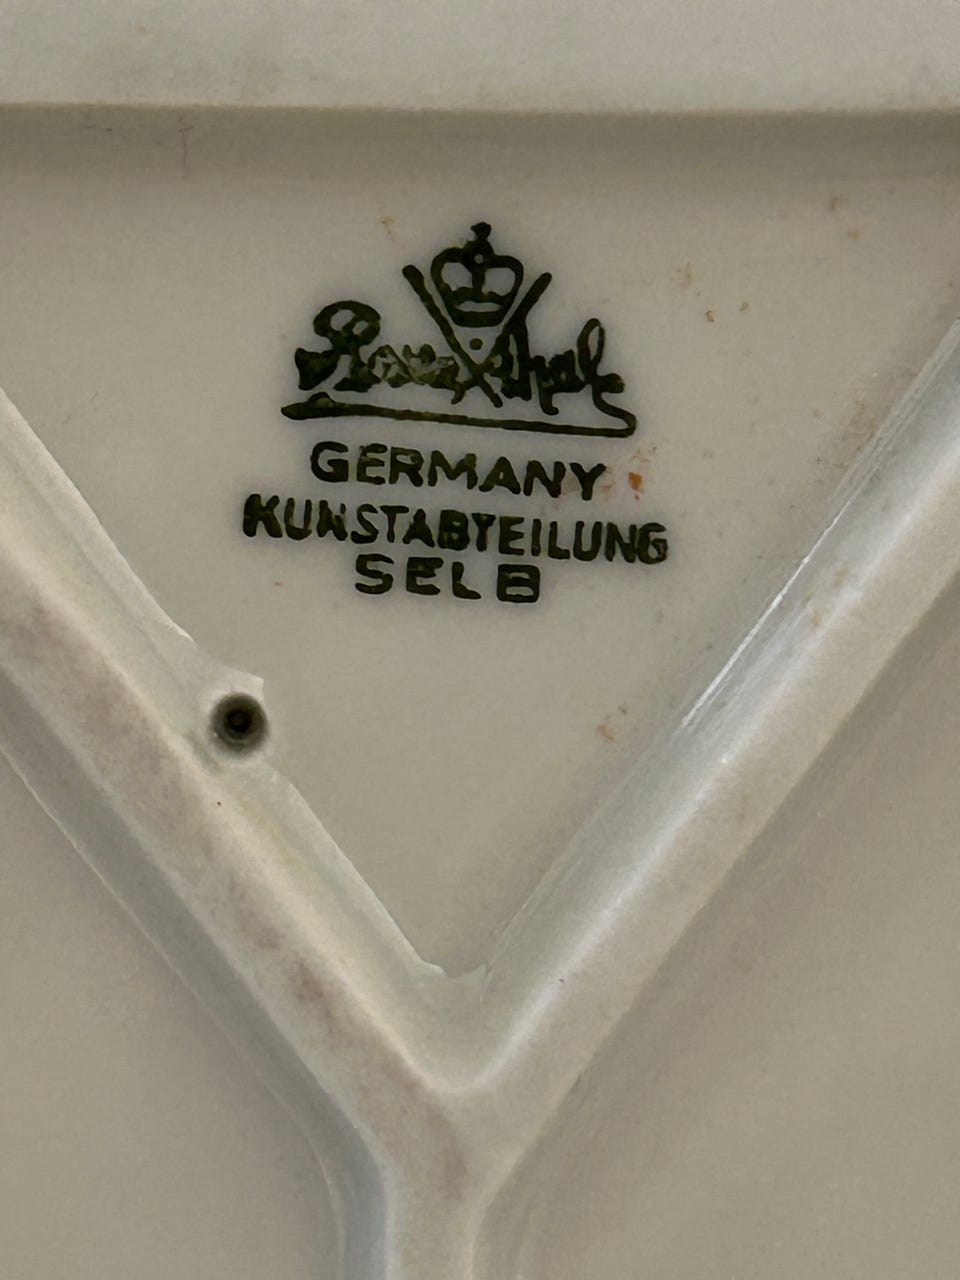 Rosenthal
GERMANY
KUNSTABTEILUNG
SELB